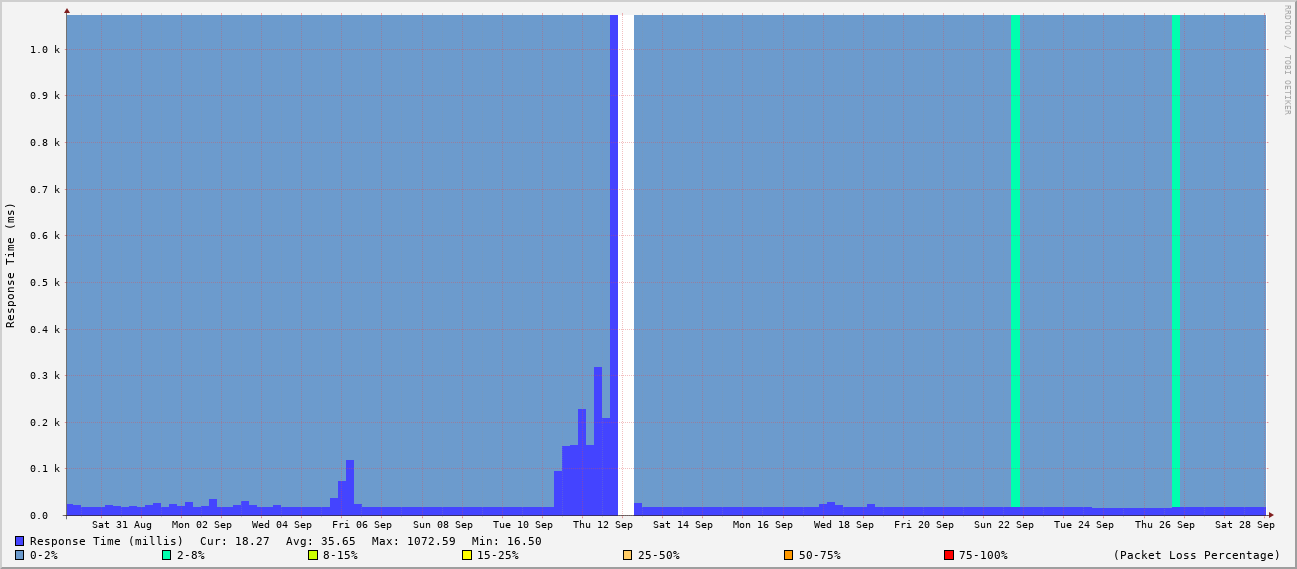 RRDTOOL / TOBI OETIKER
Response Time (ms)
1.0 k
0.9 k
0.8 k
0.7 k
0.6 k
0.5 k
0.4 k
0.3 k
0.2 k
0.1 k
0.0
Sat 31 Aug Mon 02 Sep Wed 04 Sep Fri 06 Sep Sun 08 Sep Tue 10 Sep Thu 12 Sep Sat 14 Sep Mon 16 Sep Wed 18 Sep Fri 20 Sep Sun 22 Sep Tue 24 Sep Thu 26 Sep Sat 28 Sep
Response Time (millis) Cur: 18.27 Avg: 35.65 Max: 1072.59 Min: 16.50
0-2% 2-8% 8-15% 15-25% 25-50% 50-75% 75-100% (Packet Loss Percentage)